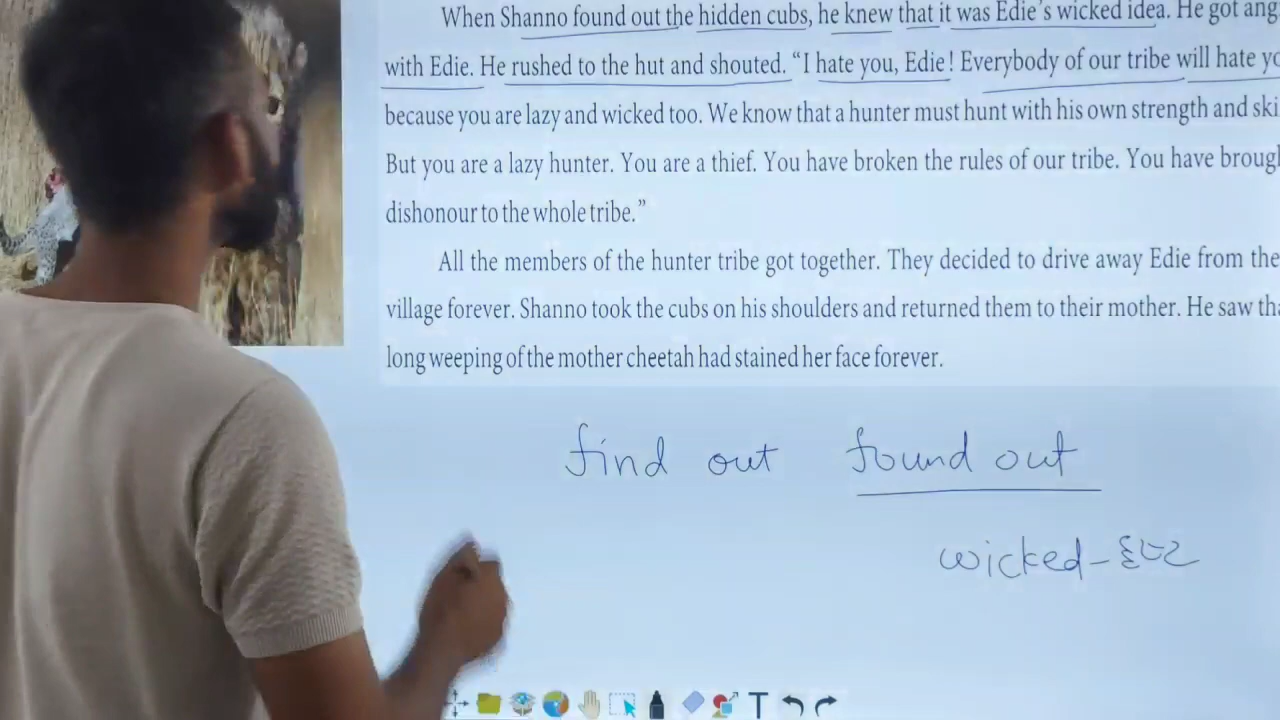 When Shanno found out the hidden cubs, he knew that it was Edie's wicked idea. He got ang
with Edie. He rushed to the hut and shouted. “I hate you, Edie! Everybody of our tribe will hate yo
because you are lazy and wicked too. We know that a hunter must hunt with his own strength and ski
But you are a lazy hunter. You are a thief. You have broken the rules of our tribe. You have broug
dishonour to the whole tribe.”
All the members of the hunter tribe got together. They decided to drive away Edie from the
village forever. Shanno took the cubs on his shoulders and returned them to their mother. He saw tha
long weeping of the mother cheetah had stained her face forever.
find out found out
wicked-
T